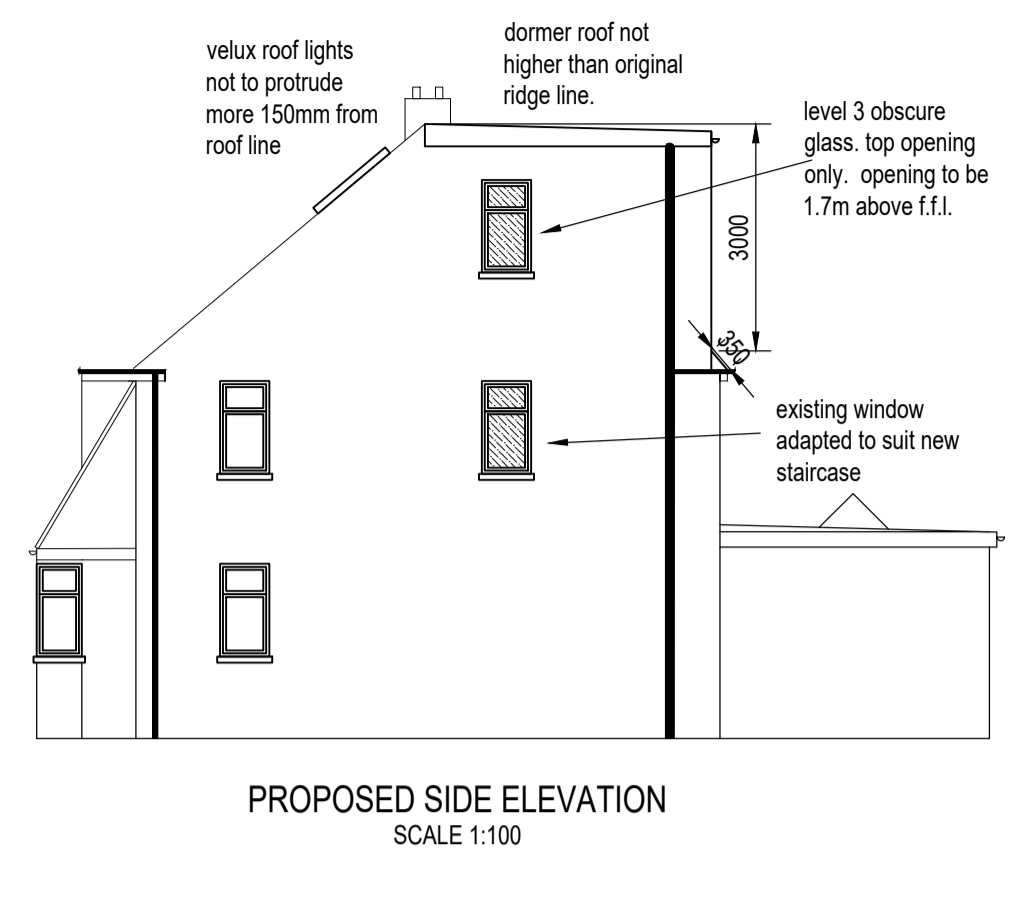 velux roof lights
not to protrude
more 150mm from
roof line
dormer roof not
higher than original
ridge line.
level 3 obscure
glass. top opening
only. opening to be
1.7m above f.f.l.
3000
350
existing window
adapted to suit new
staircase
PROPOSED SIDE ELEVATION
SCALE 1:100